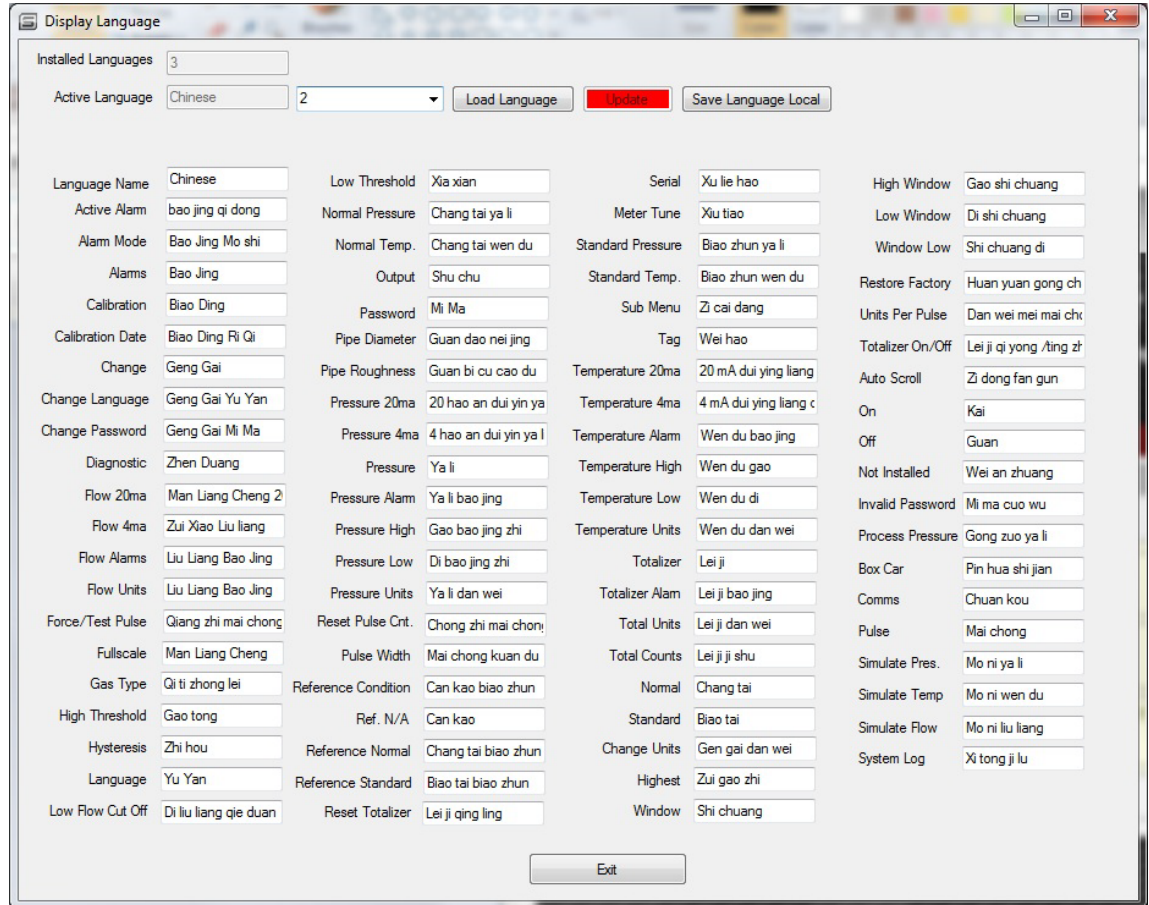 Display Language
Installed Languages 3
Active Language Chinese 2 Load Language Update Save Language Local
Language Name Chinese
Active Alarm bao jing qi dong
Alarm Mode Bao Jing Mo shi
Alarms Bao Jing
Calibration Biao Ding
Calibration Date Biao Ding Ri Qi
Change Geng Gai
Change Language Geng Gai Yu Yan
Change Password Geng Gai Mi Ma
Diagnostic Zhen Duang
Flow 20ma Man Liang Cheng 2
Flow 4ma Zui Xiao Liu liang
Flow Alarms Liu Liang Bao Jing
Flow Units Liu Liang Bao Jing
Force/Test Pulse Qiang zhi mai chong
Fullscale Man Liang Cheng
Gas Type Qi ti zhong lei
High Threshold Gao tong
Hysteresis Zhi hou
Language Yu Yan
Low Flow Cut Off Di liu liang qie duan
Low Threshold Xia xian
Normal Pressure Chang tai ya li
Normal Temp. Chang tai wen du
Output Shu chu
Password Mi Ma
Pipe Diameter Guan dao nei jing
Pipe Roughness Guan bi cu cao du
Pressure 20ma 20 hao an dui yin ya
Pressure 4ma 4 hao an dui yin ya l
Pressure Ya li
Pressure Alarm Ya li bao jing
Pressure High Gao bao jing zhi
Pressure Low Di bao jing zhi
Pressure Units Ya li dan wei
Reset Pulse Cnt. Chong zhi mai chong
Pulse Width Mai chong kuan du
Reference Condition Can kao biao zhun
Ref. N/A Can kao
Reference Normal Chang tai biao zhun
Reference Standard Biao tai biao zhun
Reset Totalizer Lei ji qing ling
Serial Xu lie hao
Meter Tune Xiu tiao
Standard Pressure Biao zhun ya li
Standard Temp. Biao zhun wen du
Sub Menu Zi cai dang
Tag Wei hao
Temperature 20ma 20 mA dui ying liang
Temperature 4ma 4 mA dui ying liang c
Temperature Alarm Wen du bao jing
Temperature High Wen du gao
Temperature Low Wen du di
Temperature Units Wen du dan wei
Totalizer Lei ji
Totalizer Alam Lei ji bao jing
Total Units Lei ji dan wei
Total Counts Lei ji ji shu
Normal Chang tai
Standard Biao tai
Change Units Gen gai dan wei
Highest Zui gao zhi
Window Shi chuang
High Window Gao shi chuang
Low Window Di shi chuang
Window Low Shi chuang di
Restore Factory Huan yuan gong ch
Units Per Pulse Dan wei mei mai cho
Totalizer On/Off Lei ji qi yong /ting zh
Auto Scroll Zi dong fan gun
On Kai
Off Guan
Not Installed Wei an zhuang
Invalid Password Mi ma cuo wu
Process Pressure Gong zuo ya li
Box Car Pin hua shi jian
Comms Chuan kou
Pulse Mai chong
Simulate Pres. Mo ni ya li
Simulate Temp Mo ni wen du
Simulate Flow Mo ni liu liang
System Log Xi tong ji lu
Exit